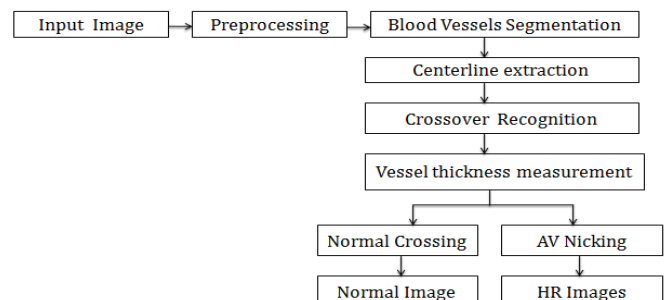 Input Image
Preprocessing
Blood Vessels Segmentation
Centerline extraction
Crossover Recognition
Vessel thickness measurement
Normal Crossing
AV Nicking
Normal Image
HR Images